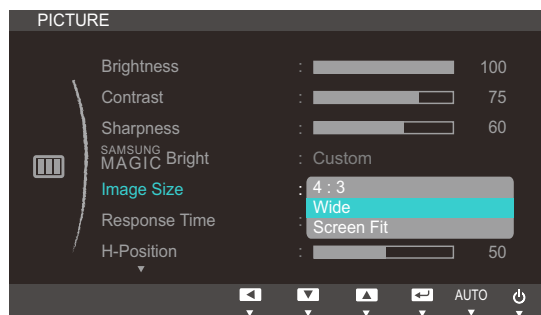 PICTURE
Brightness : 100
Contrast : 75
Sharpness : 60
SAMSUNG
MAGIC Bright : Custom
Image Size : 4 : 3
Wide
Response Time :
Screen Fit
H-Position : 50
AUTO